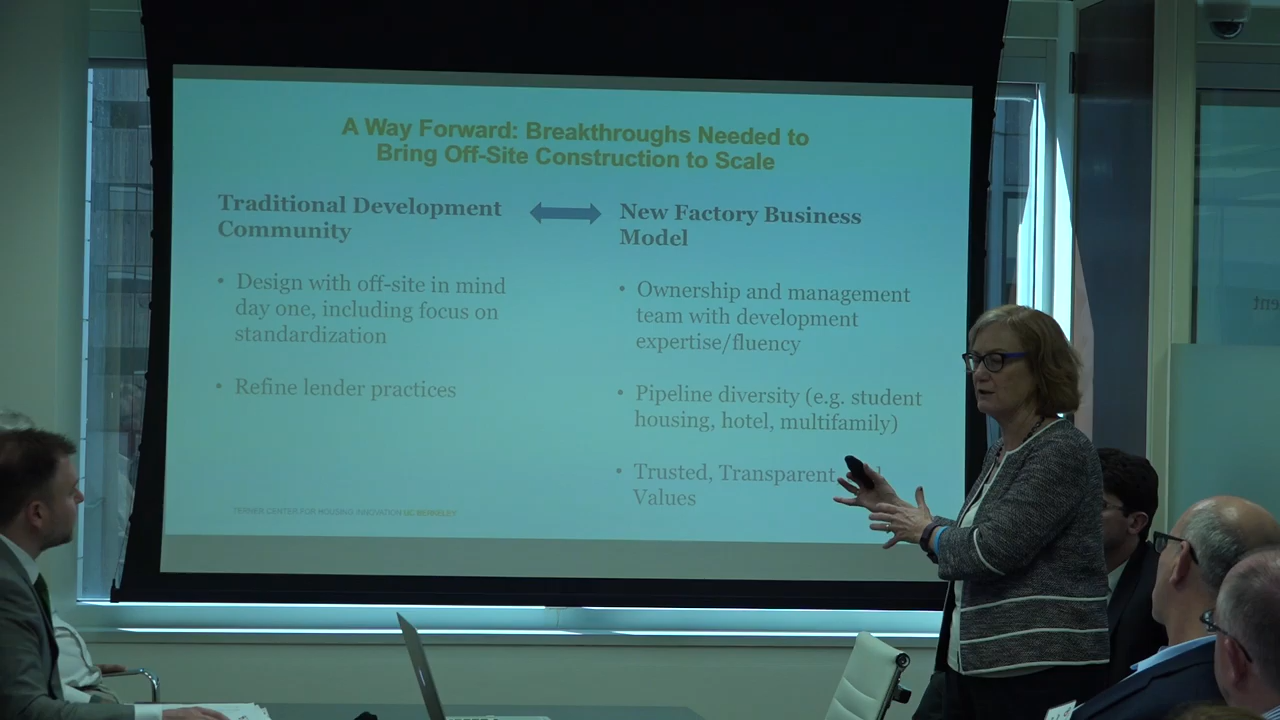 A Way Forward: Breakthroughs Needed to
Bring Off-Site Construction to Scale
Traditional Development
Community
• Design with off-site in mind
day one, including focus on
standardization
• Refine lender practices
New Factory Business
Model
• Ownership and management
team with development
expertise/fluency
• Pipeline diversity (e.g. student
housing, hotel, multifamily)
• Trusted, Transparent
Values
TERNER CENTER FOR HOUSING INNOVATION UC BERKELEY